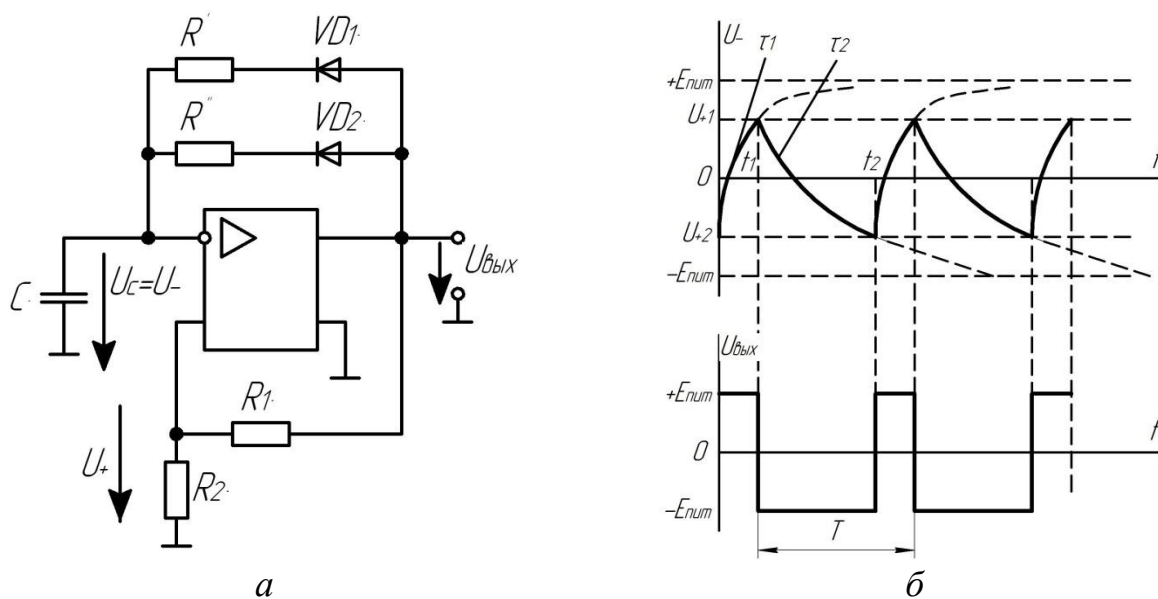 R' VD1.
R" VD2.
C. Uc=U- Uвых
U+ R1.
R2.
а
U- τ1 τ2
+Eпит
U+1
t1 t2 t
0
U+2
-Eпит
Uвых
+Eпит
0 t
-Eпит
T
б